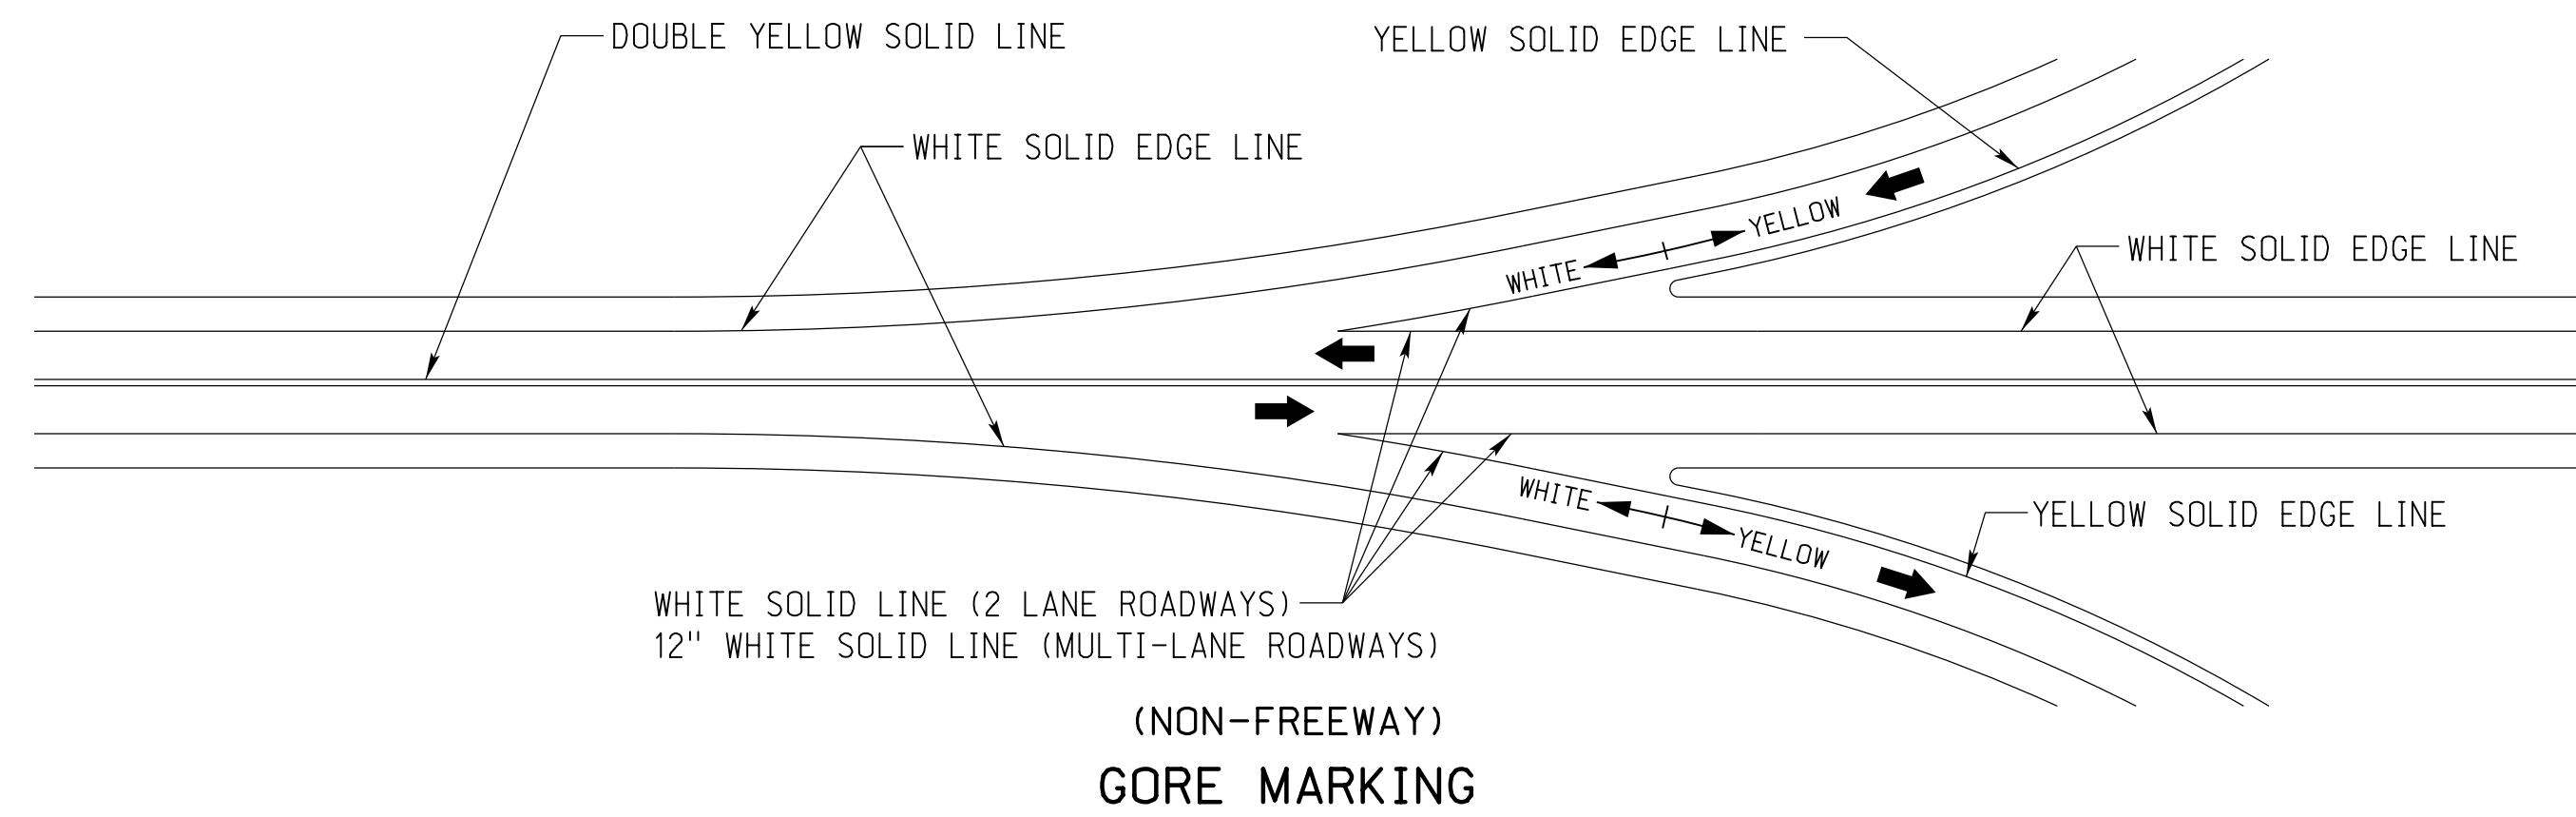 DOUBLE YELLOW SOLID LINE
YELLOW SOLID EDGE LINE
WHITE SOLID EDGE LINE
YELLOW
WHITE
WHITE SOLID EDGE LINE
WHITE
YELLOW
YELLOW SOLID EDGE LINE
WHITE SOLID LINE (2 LANE ROADWAYS)
12" WHITE SOLID LINE (MULTI-LANE ROADWAYS)
(NON-FREEWAY)
GORE MARKING